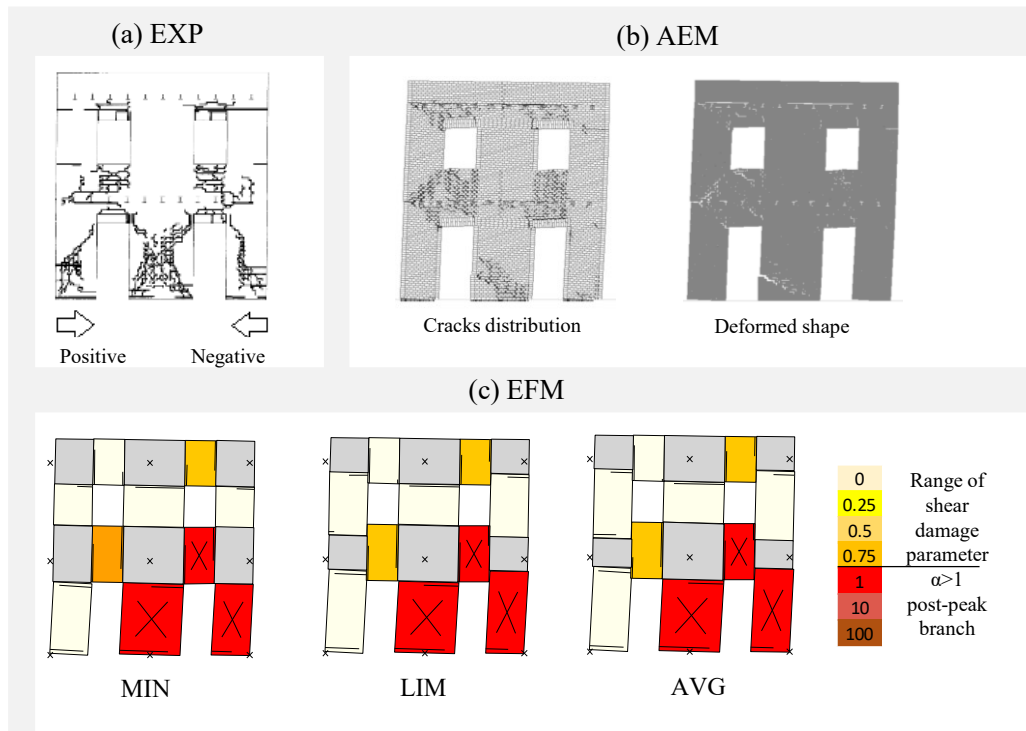 (a) EXP
(b) AEM
Positive
Negative
Cracks distribution
Deformed shape
(c) EFM
MIN
LIM
AVG
0
0.25
0.5
0.75
1
10
100
Range of
shear
damage
parameter
α>1
post-peak
branch